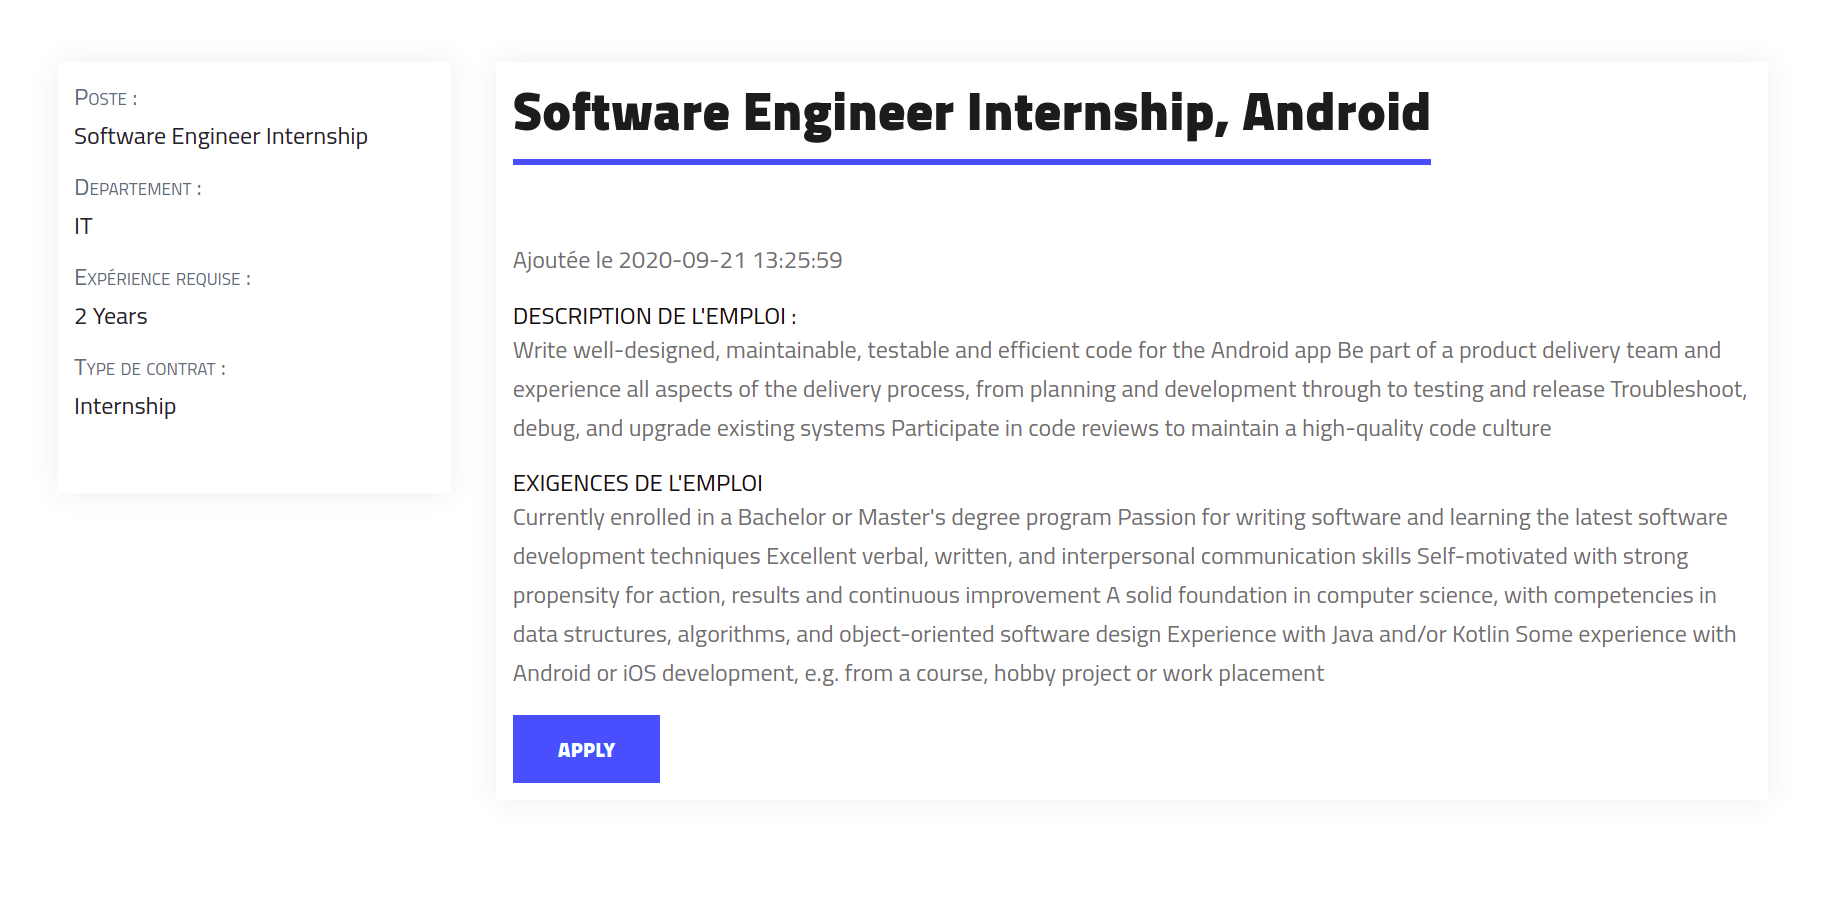 Poste :
Software Engineer Internship
Departement :
IT
Expérience requise :
2 Years
Type de contrat :
Internship
Software Engineer Internship, Android
Ajoutée le 2020-09-21 13:25:59
DESCRIPTION DE L'EMPLOI :
Write well-designed, maintainable, testable and efficient code for the Android app Be part of a product delivery team and
experience all aspects of the delivery process, from planning and development through to testing and release Troubleshoot,
debug, and upgrade existing systems Participate in code reviews to maintain a high-quality code culture
EXIGENCES DE L'EMPLOI
Currently enrolled in a Bachelor or Master's degree program Passion for writing software and learning the latest software
development techniques Excellent verbal, written, and interpersonal communication skills Self-motivated with strong
propensity for action, results and continuous improvement A solid foundation in computer science, with competencies in
data structures, algorithms, and object-oriented software design Experience with Java and/or Kotlin Some experience with
Android or iOS development, e.g. from a course, hobby project or work placement
APPLY